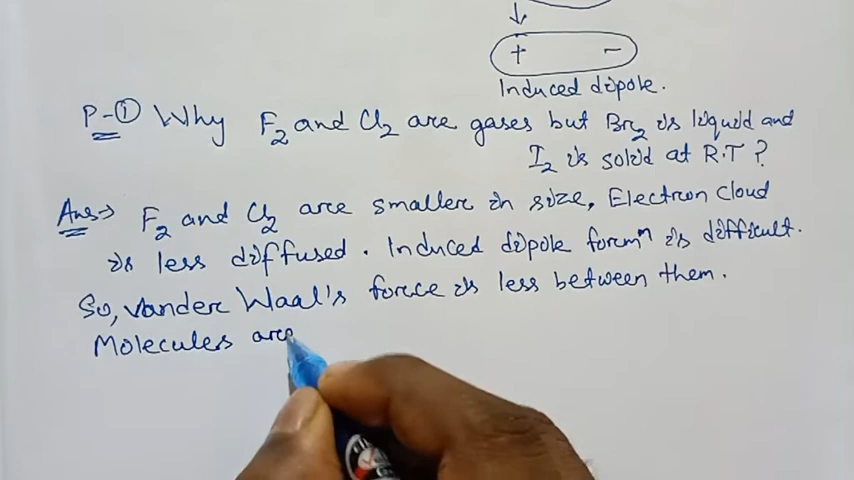 + −
Induced dipole.
P-① Why F₂ and Cl₂ are gases but Br₂ is liquid and
I₂ is solid at R.T ?
Ans→ F₂ and Cl₂ are smaller in size, Electron cloud
is less diffused. Induced dipole formⁿ is difficult.
So, vander Waal's force is less between them.
Molecules are